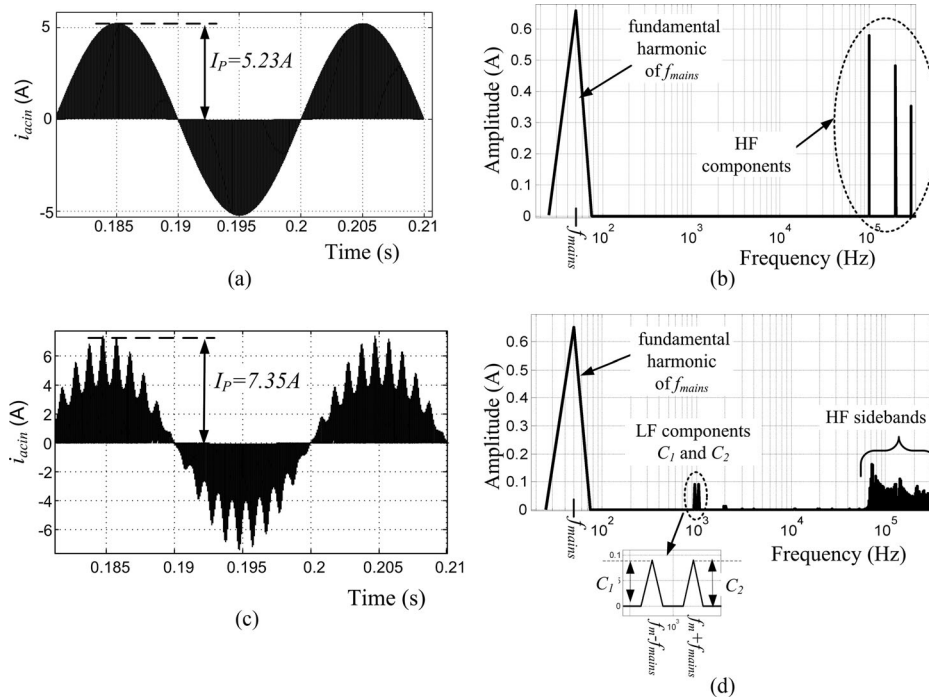 5
0
-5
i_acin (A)
I_P=5.23A
0.185
0.19
0.195
0.2
0.205
0.21
Time (s)
(a)
Amplitude (A)
0.6
0.5
0.4
0.3
0.2
0.1
0
fundamental
harmonic
of f_mains
HF
components
f_mains
10^2
10^3
10^4
10^5
Frequency (Hz)
(b)
6
4
2
0
-2
-4
-6
i_acin (A)
I_P=7.35A
0.185
0.19
0.195
0.2
0.205
0.21
Time (s)
(c)
Amplitude (A)
0.6
0.5
0.4
0.3
0.2
0.1
0
fundamental
harmonic
of f_mains
LF components
C_1 and C_2
HF sidebands
f_mains
10^2
10^3
10^4
10^5
Frequency (Hz)
0.1
0
C_1
C_2
10^3
f_m-f_mains
f_m+f_mains
(d)